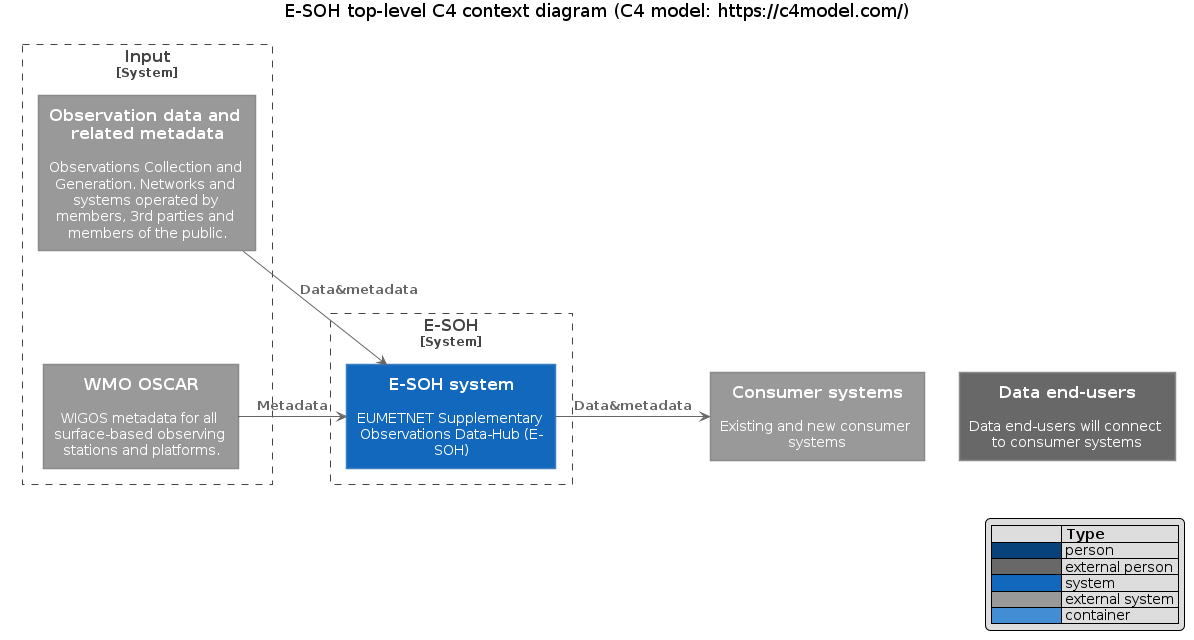 E-SOH top-level C4 context diagram (C4 model: https://c4model.com/)
Input
[System]
Observation data and
related metadata
Observations Collection and
Generation. Networks and
systems operated by
members, 3rd parties and
members of the public.
Data&metadata
E-SOH
[System]
WMO OSCAR
WIGOS metadata for all
surface-based observing
stations and platforms.
Metadata
E-SOH system
EUMETNET Supplementary
Observations Data-Hub (E-
SOH)
Data&metadata
Consumer systems
Existing and new consumer
systems
Data end-users
Data end-users will connect
to consumer systems
Type
person
external person
system
external system
container